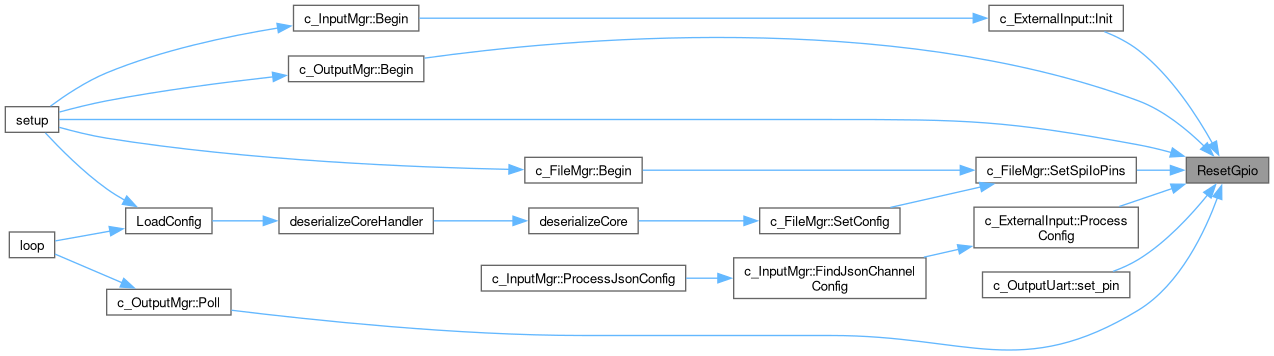 c_InputMgr::Begin
c_ExternalInput::Init
c_OutputMgr::Begin
setup
c_FileMgr::Begin
c_FileMgr::SetSpiIoPins
ResetGpio
LoadConfig
deserializeCoreHandler
deserializeCore
c_FileMgr::SetConfig
c_ExternalInput::Process
Config
loop
c_InputMgr::ProcessJsonConfig
c_InputMgr::FindJsonChannel
Config
c_OutputUart::set_pin
c_OutputMgr::Poll